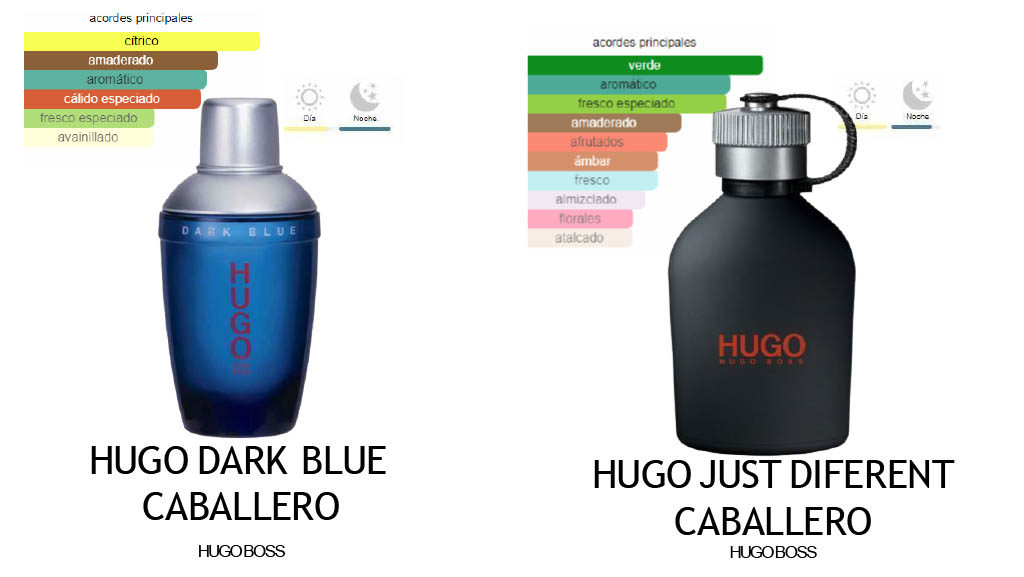 acordes principales
cítrico
amaderado
aromático
cálido especiado
fresco especiado
avainillado
Día
Noche
DARK BLUE
HUGO
HUGO DARK BLUE
CABALLERO
HUGO BOSS
acordes principales
verde
aromático
fresco especiado
amaderado
afrutados
ámbar
fresco
almizclado
florales
atalcado
Día
Noche
HUGO
HUGO BOSS
HUGO JUST DIFERENT
CABALLERO
HUGO BOSS